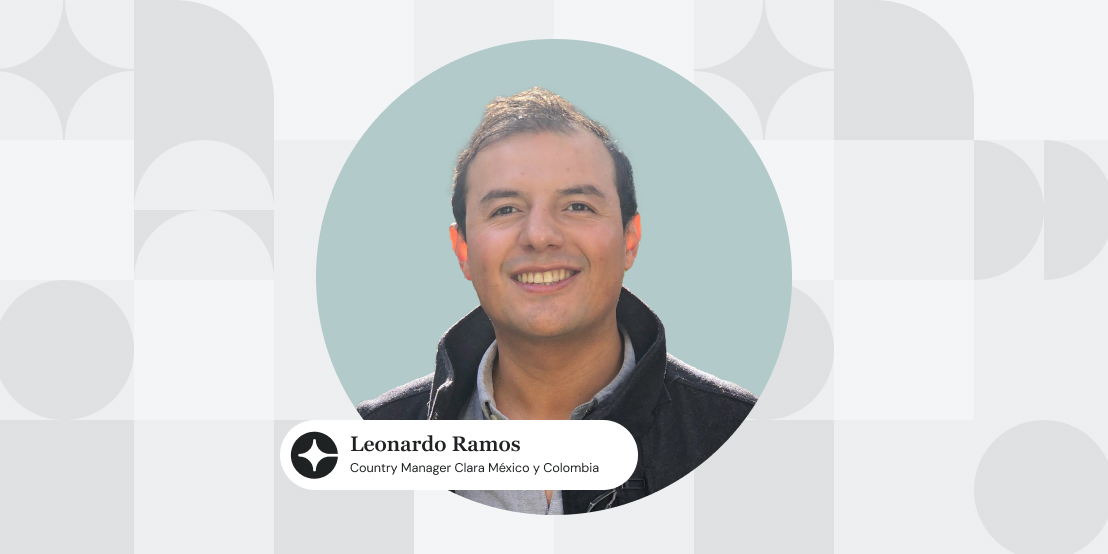 Leonardo Ramos
Country Manager Clara México y Colombia